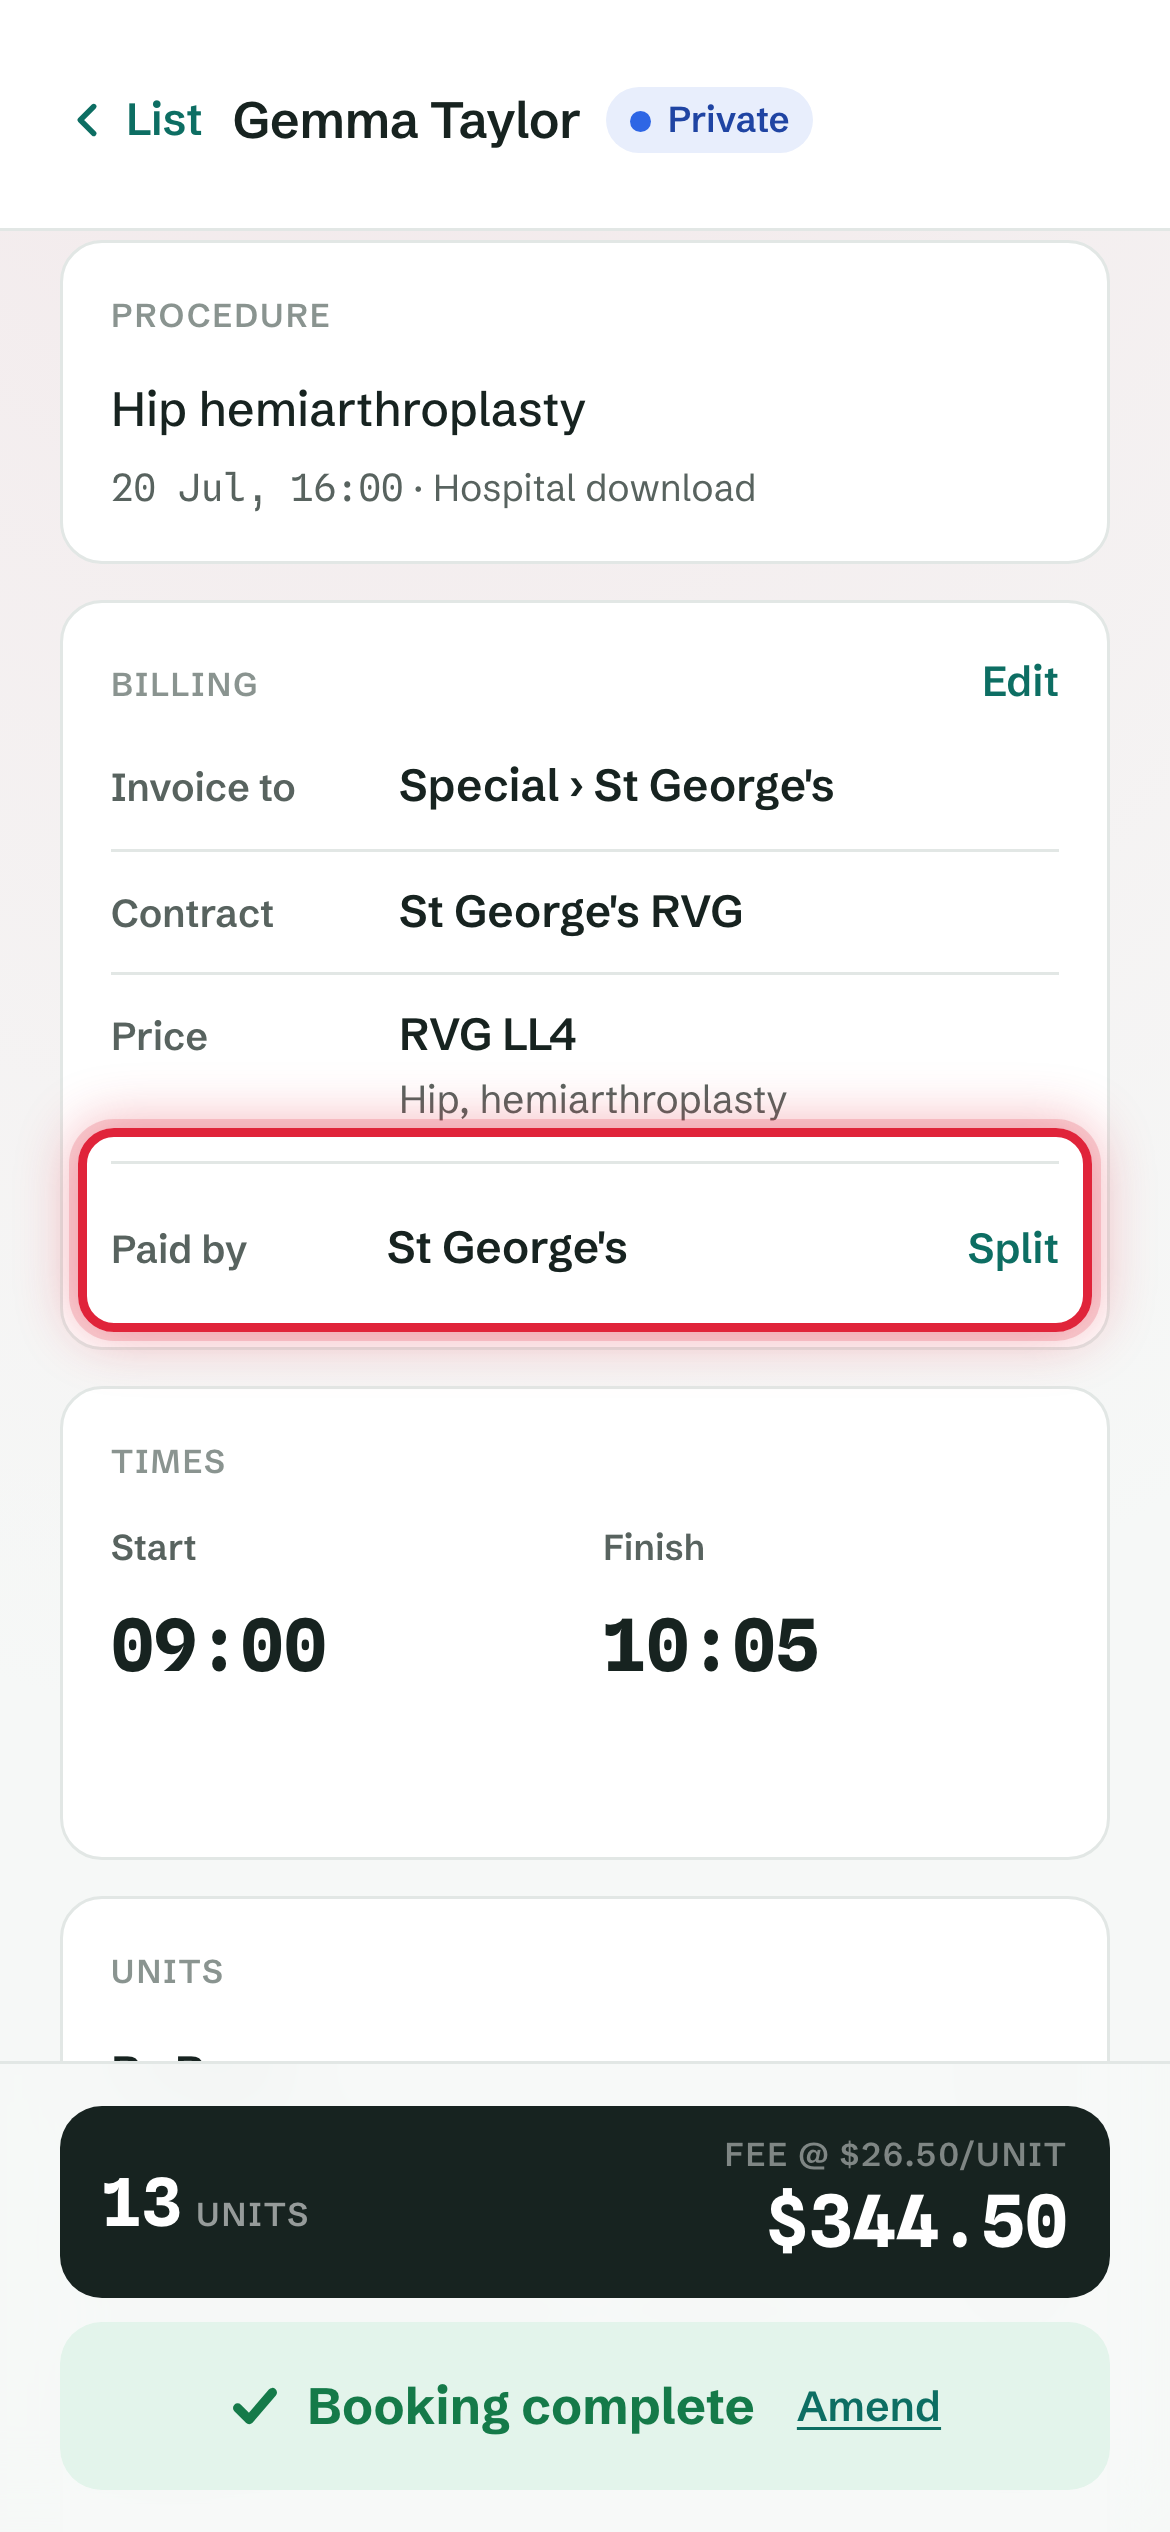 List Gemma Taylor Private
PROCEDURE
Hip hemiarthroplasty
20 Jul, 16:00 · Hospital download
BILLING Edit
Invoice to Special › St George's
Contract St George's RVG
Price RVG LL4
Hip, hemiarthroplasty
Paid by St George's Split
TIMES
Start Finish
09:00 10:05
UNITS
FEE @ $26.50/UNIT
13 UNITS $344.50
Booking complete Amend